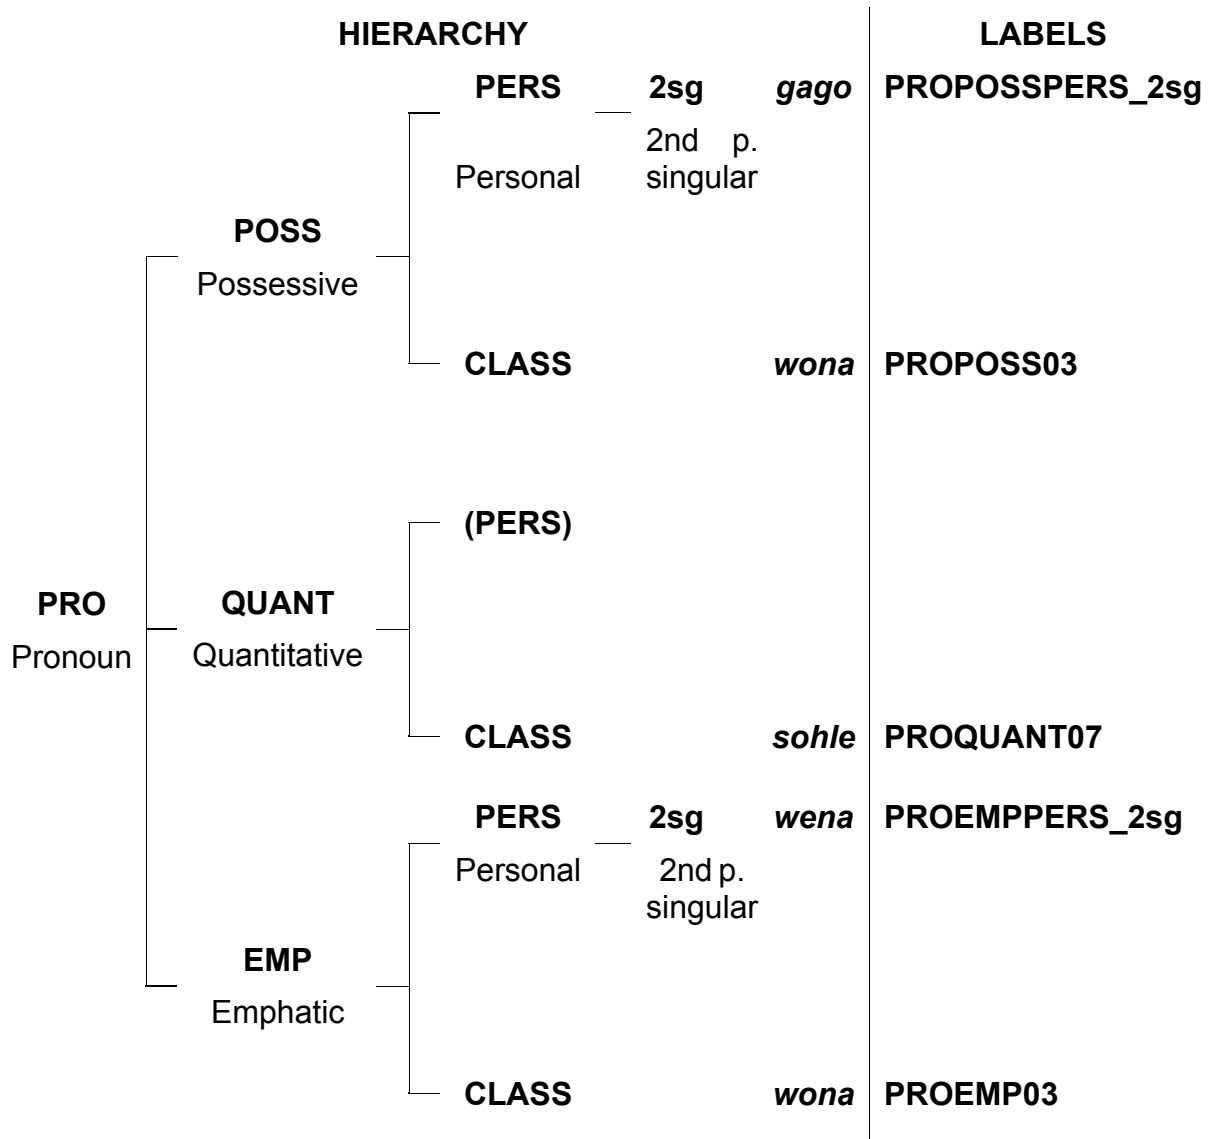 HIERARCHY LABELS
PERS 2sg gago PROPOSSPERS_2sg
2nd p.
Personal singular
POSS
Possessive
CLASS wona PROPOSS03
(PERS)
PRO QUANT
Pronoun Quantitative
CLASS sohle PROQUANT07
PERS 2sg wena PROEMPPERS_2sg
Personal 2nd p.
singular
EMP
Emphatic
CLASS wona PROEMP03